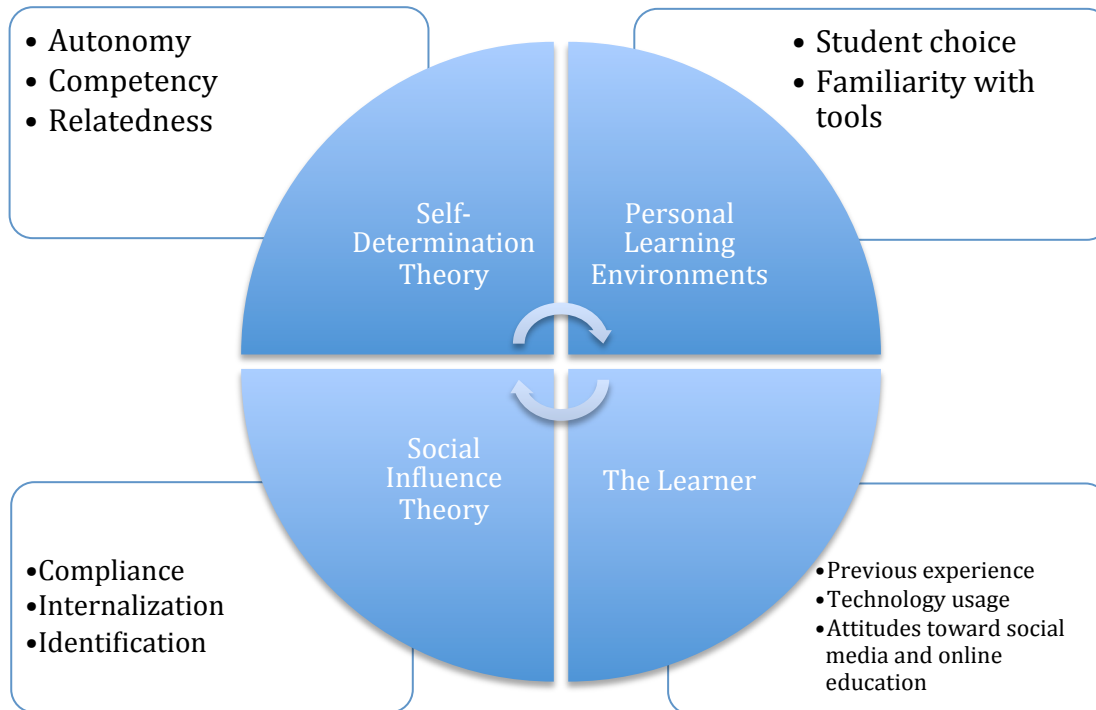 • Autonomy
• Competency
• Relatedness
• Student choice
• Familiarity with
tools
Self-
Determination
Theory
Personal
Learning
Environments
Social
Influence
Theory
The Learner
•Compliance
•Internalization
•Identification
•Previous experience
•Technology usage
•Attitudes toward social
media and online
education